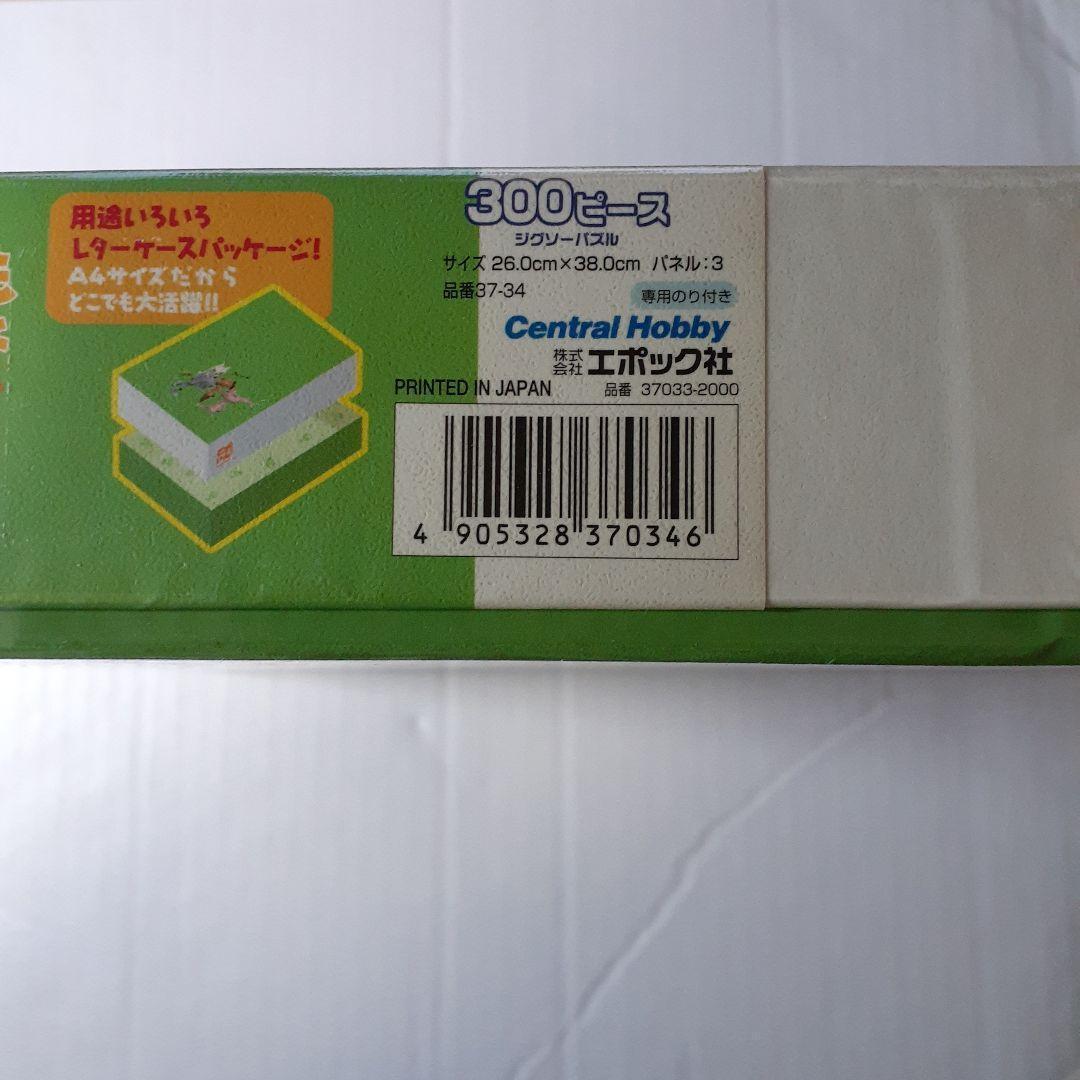 用途いろいろ
レターケースパッケージ!
A4サイズだから
どこでも大活躍!!
300ピース
ジグソーパズル
サイズ 26.0cm×38.0cm パネル:3
品番37-34
専用のり付き
Central Hobby
株式会社 エポック社
PRINTED IN JAPAN
品番 37033-2000
4 905328 370346